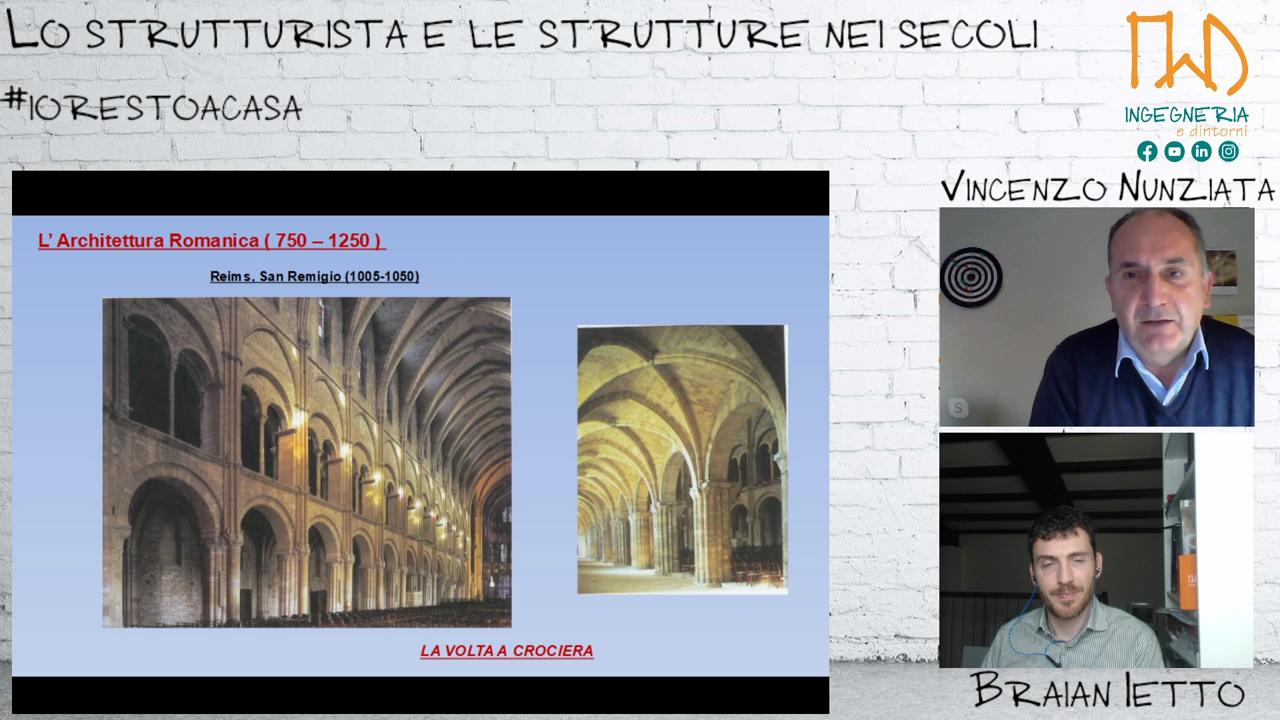 LO STRUTTURISTA E LE STRUTTURE NEI SECOLI
#IORESTOACASA
INGEGNERIA
e dintorni
VINCENZO NUNZIATA
L' Architettura Romanica ( 750 – 1250 )
Reims, San Remigio (1005-1050)
LA VOLTA A CROCIERA
S
BRAIAN IETTO